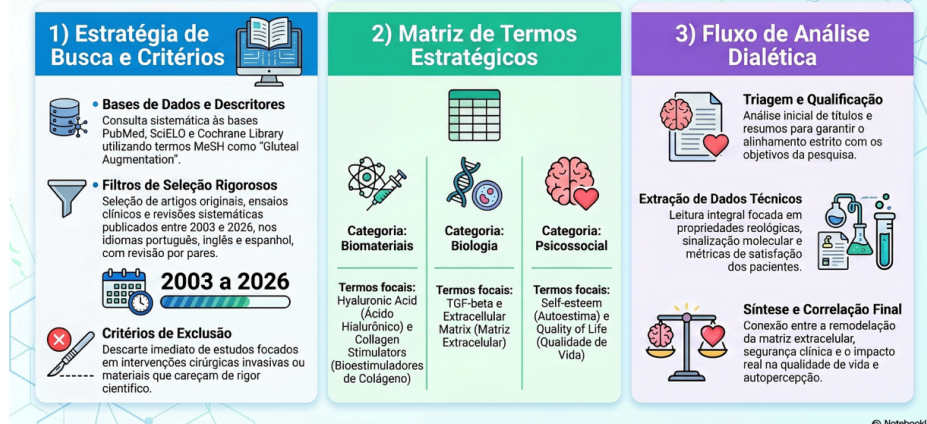 1) Estratégia de
Busca e Critérios
Bases de Dados e Descritores
Consulta sistemática às bases
PubMed, SciELO e Cochrane Library
utilizando termos MeSH como “Gluteal
Augmentation”.
Filtros de Seleção Rigorosos
Seleção de artigos originais, ensaios
clínicos e revisões sistemáticas
publicados entre 2003 e 2026, nos
idiomas português, inglês e espanhol,
com revisão por pares.
2003 a 2026
Critérios de Exclusão
Descarte imediato de estudos focados
em intervenções cirúrgicas invasivas ou
materiais que careçam de rigor
cientifico.
2) Matriz de Termos
Estratégicos
Categoria:
Biomateriais
Termos focais:
Hyaluronic Acid
(Ácido
Hialurônico) e
Collagen
Stimulators
(Bioestimuladores
de Colágeno)
Categoria:
Biologia
Termos focais:
TGF-beta e
Extracellular
Matrix (Matriz
Extracelular)
Categoria:
Psicossocial
Termos focais:
Self-esteem
(Autoestima) e
Quality of Life
(Qualidade de
Vida)
3) Fluxo de Análise
Dialética
Triagem e Qualificação
Análise inicial de títulos e
resumos para garantir o
alinhamento estrito com os
objetivos da pesquisa.
Extração de Dados Técnicos
Leitura integral focada em
propriedades reológicas,
sinalização molecular e
métricas de satisfação
dos pacientes.
Síntese e Correlação Final
Conexão entre a remodelação
da matriz extracelular,
segurança clínica e o impacto
real na qualidade de vida e
autopercepção.